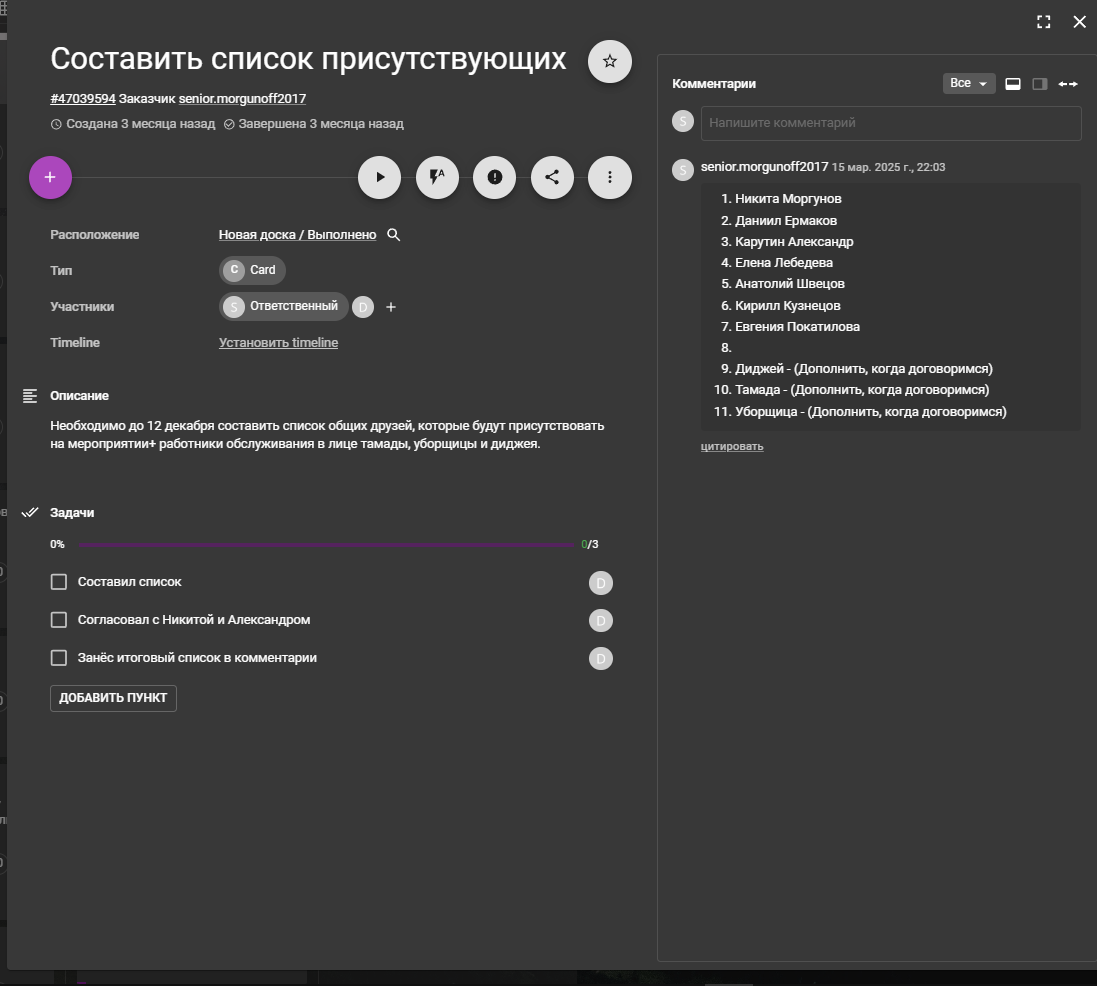 Составить список присутствующих
#47039594 Заказчик senior.morgunoff2017
Создана 3 месяца назад Завершена 3 месяца назад
Расположение Новая доска / Выполнено
Тип C Card
Участники S Ответственный D +
Timeline Установить timeline
Описание
Необходимо до 12 декабря составить список общих друзей, которые будут присутствовать
на мероприятии+ работники обслуживания в лице тамады, уборщицы и диджея.
Задачи
0% 0/3
Составил список D
Согласовал с Никитой и Александром D
Занёс итоговый список в комментарии D
ДОБАВИТЬ ПУНКТ
Комментарии Все
S Напишите комментарий
S senior.morgunoff2017 15 мар. 2025 г., 22:03
1. Никита Моргунов
2. Даниил Ермаков
3. Карутин Александр
4. Елена Лебедева
5. Анатолий Швецов
6. Кирилл Кузнецов
7. Евгения Покатилова
8.
9. Диджей - (Дополнить, когда договоримся)
10. Тамада - (Дополнить, когда договоримся)
11. Уборщица - (Дополнить, когда договоримся)
цитировать